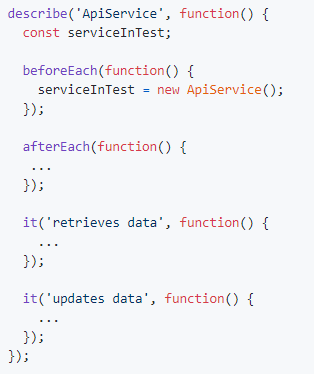 describe('ApiService', function() {
  const serviceInTest;

  beforeEach(function() {
    serviceInTest = new ApiService();
  });

  afterEach(function() {
   ...
  });

  it('retrieves data', function() {
    ...
  });

  it('updates data', function() {
    ...
  });
});